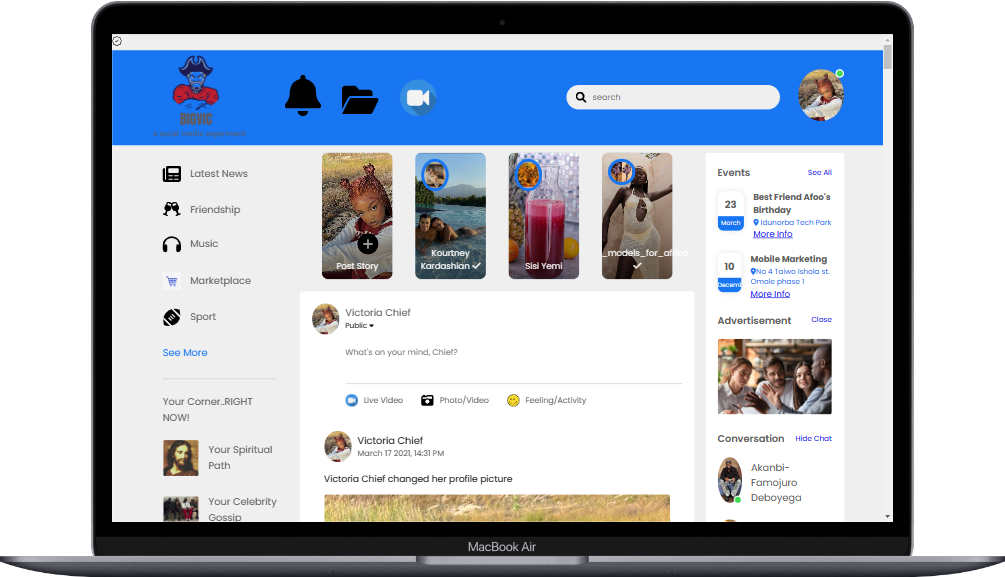 BIGVIC
a social media experiment
search
Latest News
Friendship
Music
Marketplace
Sport
See More
Your Corner..RIGHT
NOW!
Your Spiritual
Path
Your Celebrity
Gossip
Post Story
Kourtney
Kardashian
Sisi Yemi
_models_for_africa
Victoria Chief
Public
What's on your mind, Chief?
Live Video
Photo/Video
Feeling/Activity
Victoria Chief
March 17 2021, 14:31 PM
Victoria Chief changed her profile picture
Events
See All
23
March
Best Friend Afoo's
Birthday
Idunorba Tech Park
More Info
10
Decemb
Mobile Marketing
No 4 Taiwo Ishola st.
Omole phase 1
More Info
Advertisement
Close
Conversation
Hide Chat
Akanbi-
Famojuro
Deboyega
MacBook Air